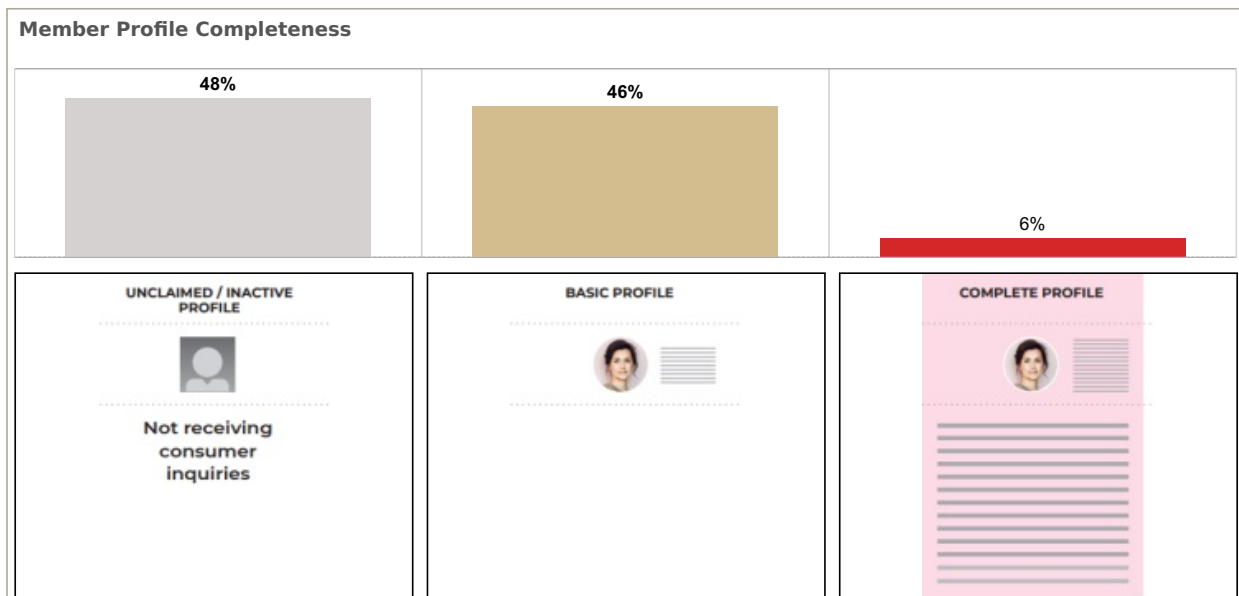 Member Profile Completeness
48%
46%
6%
UNCLAIMED / INACTIVE
PROFILE
Not receiving
consumer
inquiries
BASIC PROFILE
COMPLETE PROFILE